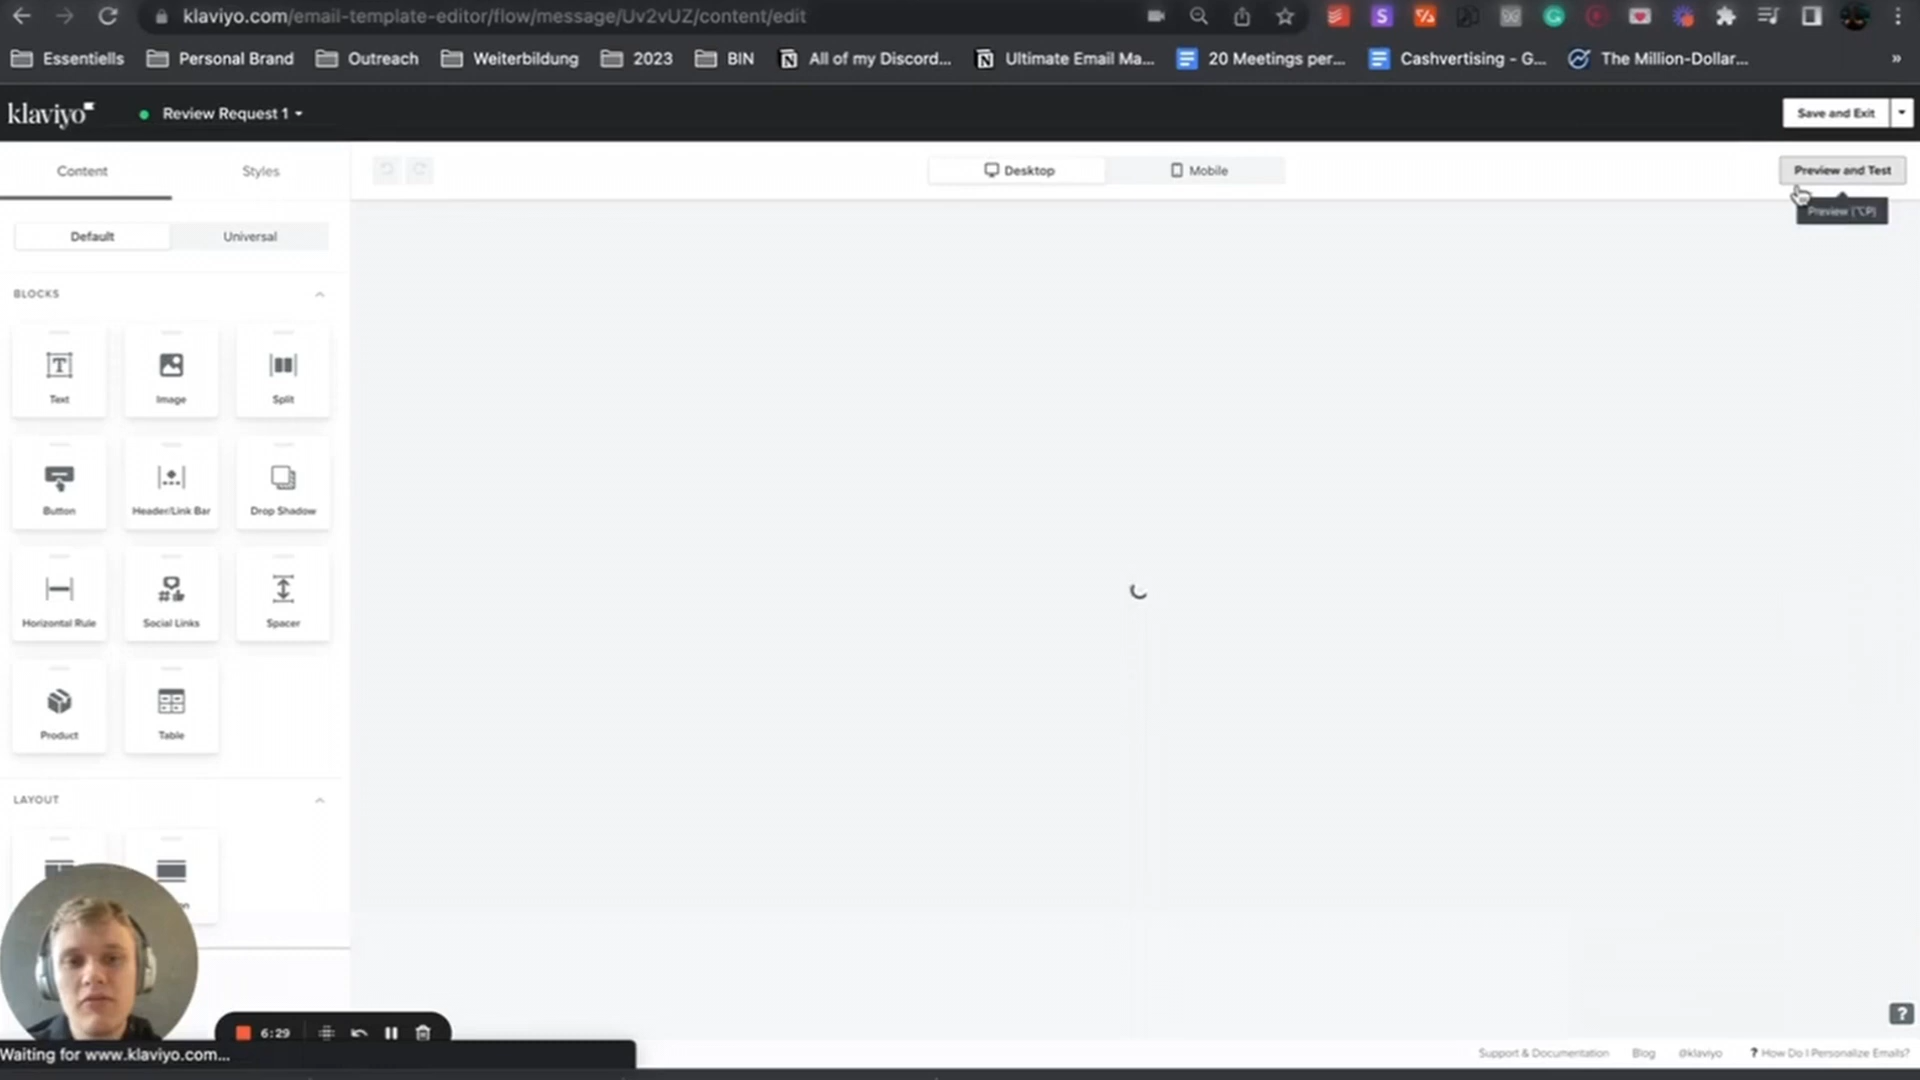 klaviyo.com/email-template-editor/flow/message/Uv2vUZ/content/edit
Essentiells
Personal Brand
Outreach
Weiterbildung
2023
BIN
All of my Discord...
Ultimate Email Ma...
20 Meetings per...
Cashvertising - G...
The Million-Dollar...
»
klaviyo
Review Request 1
Save and Exit
Content
Styles
Desktop
Mobile
Preview and Test
Preview (⌥P)
Default
Universal
BLOCKS
Text
Image
Split
Button
Header/Link Bar
Drop Shadow
Horizontal Rule
Social Links
Spacer
Product
Table
LAYOUT
6:29
Waiting for www.klaviyo.com...
?
Support & Documentation
Blog
@klaviyo
? How Do I Personalize Emails?